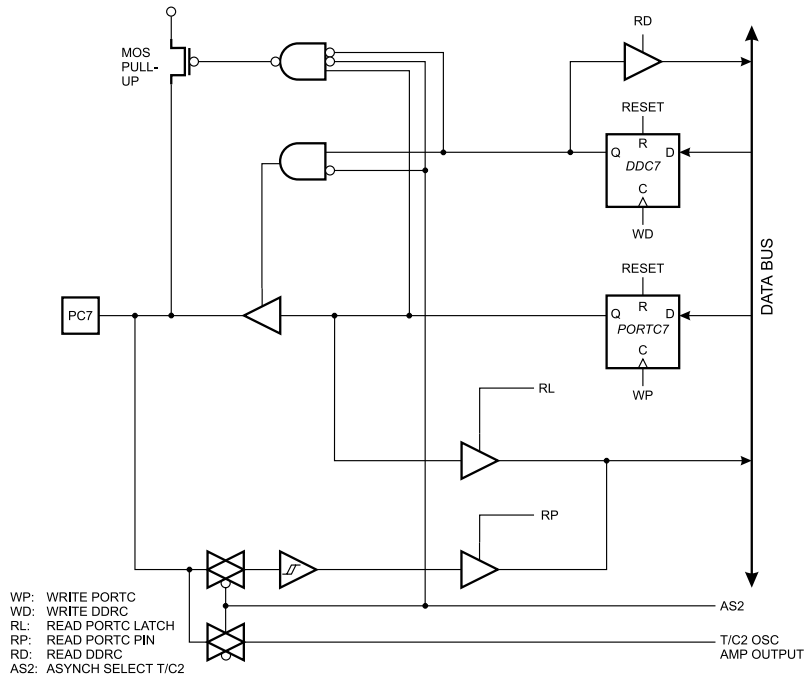 MOS
PULL-
UP
RD
RESET
R
Q
D
DDC7
C
WD
RESET
R
Q
D
PORTC7
C
WP
DATA BUS
PC7
RL
RP
WP: WRITE PORTC
WD: WRITE DDRC
RL: READ PORTC LATCH
RP: READ PORTC PIN
RD: READ DDRC
AS2: ASYNCH SELECT T/C2
AS2
T/C2 OSC
AMP OUTPUT